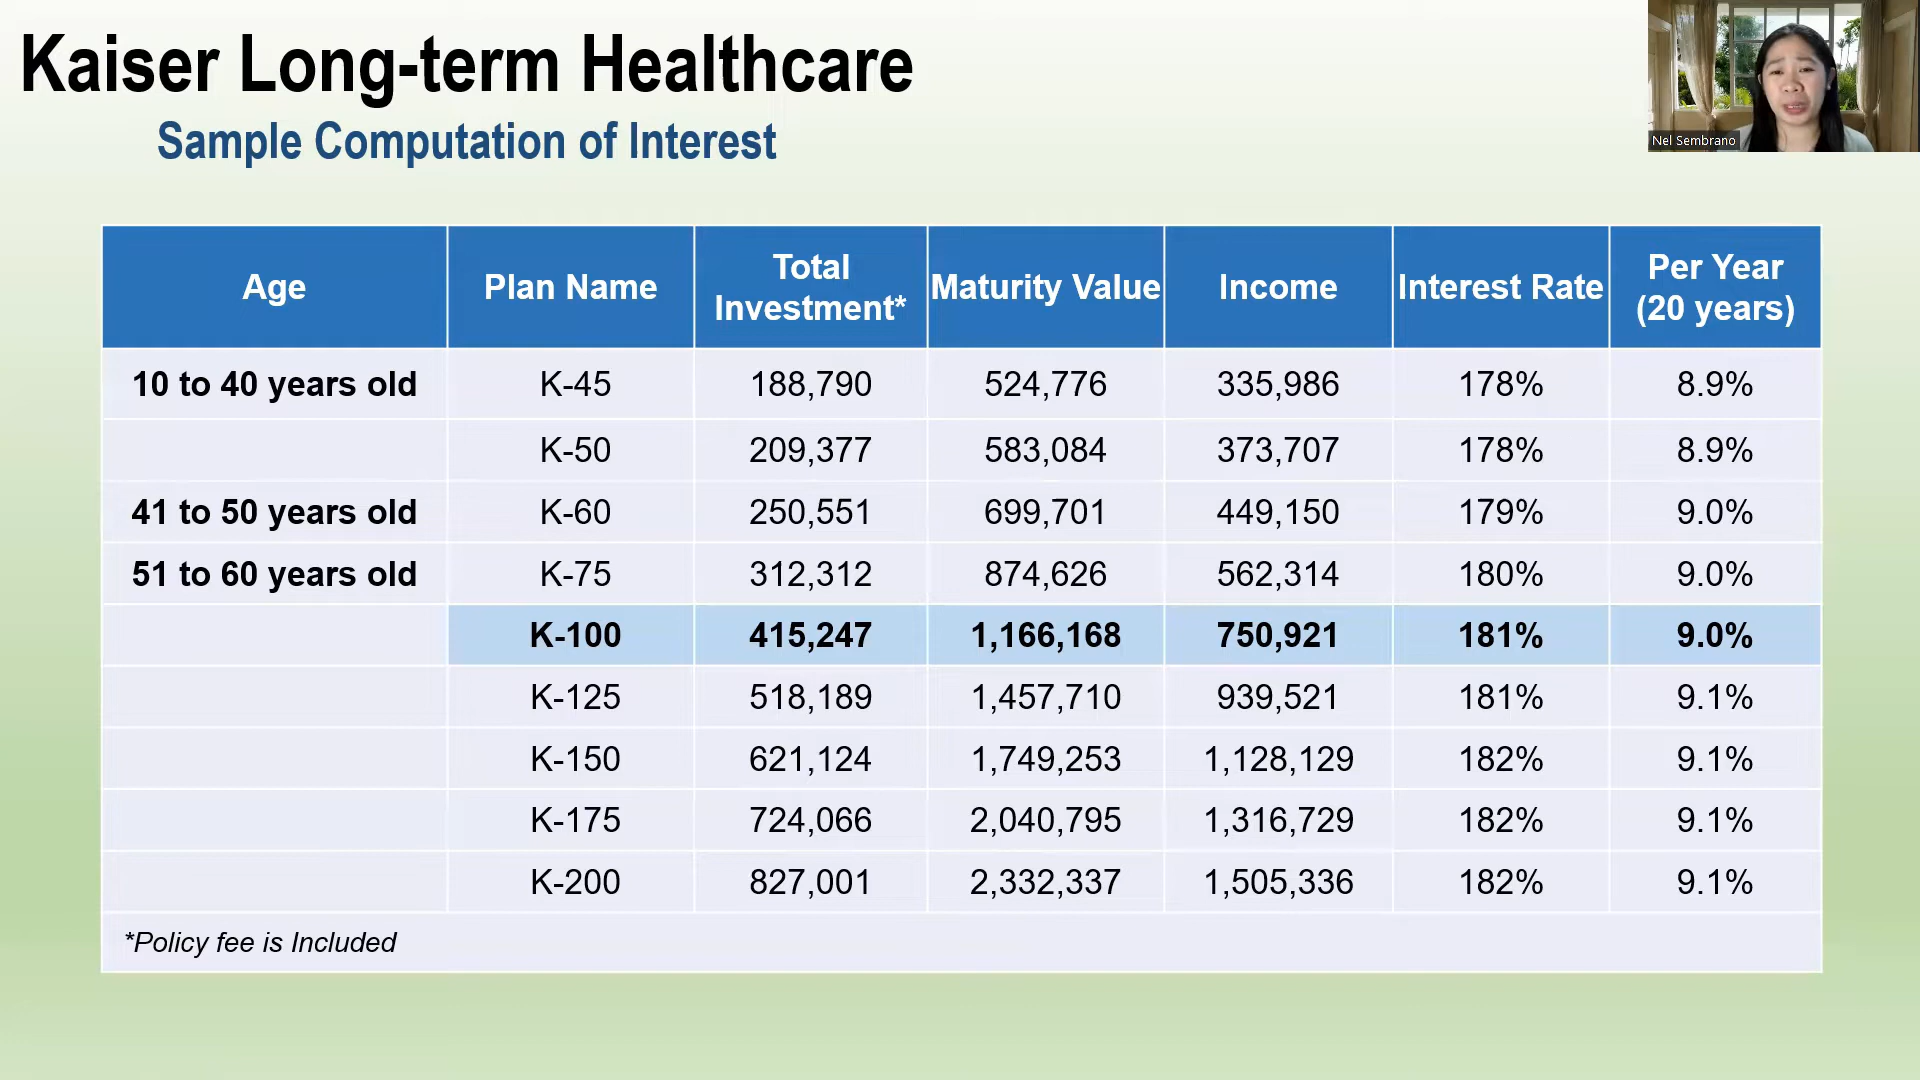 Kaiser Long-term Healthcare
Sample Computation of Interest
Nel Sembrano
Age Plan Name Total Investment* Maturity Value Income Interest Rate Per Year (20 years)
10 to 40 years old K-45 188,790 524,776 335,986 178% 8.9%
K-50 209,377 583,084 373,707 178% 8.9%
41 to 50 years old K-60 250,551 699,701 449,150 179% 9.0%
51 to 60 years old K-75 312,312 874,626 562,314 180% 9.0%
K-100 415,247 1,166,168 750,921 181% 9.0%
K-125 518,189 1,457,710 939,521 181% 9.1%
K-150 621,124 1,749,253 1,128,129 182% 9.1%
K-175 724,066 2,040,795 1,316,729 182% 9.1%
K-200 827,001 2,332,337 1,505,336 182% 9.1%
*Policy fee is Included